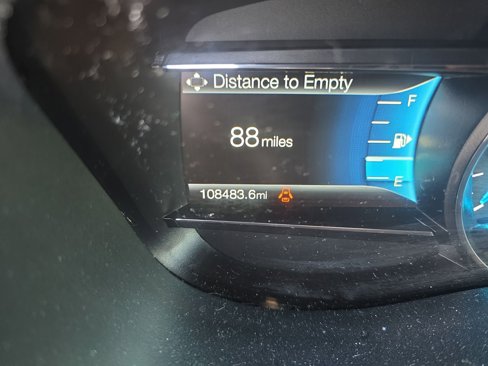 Distance to Empty
F
88 miles
E
108483.6mi